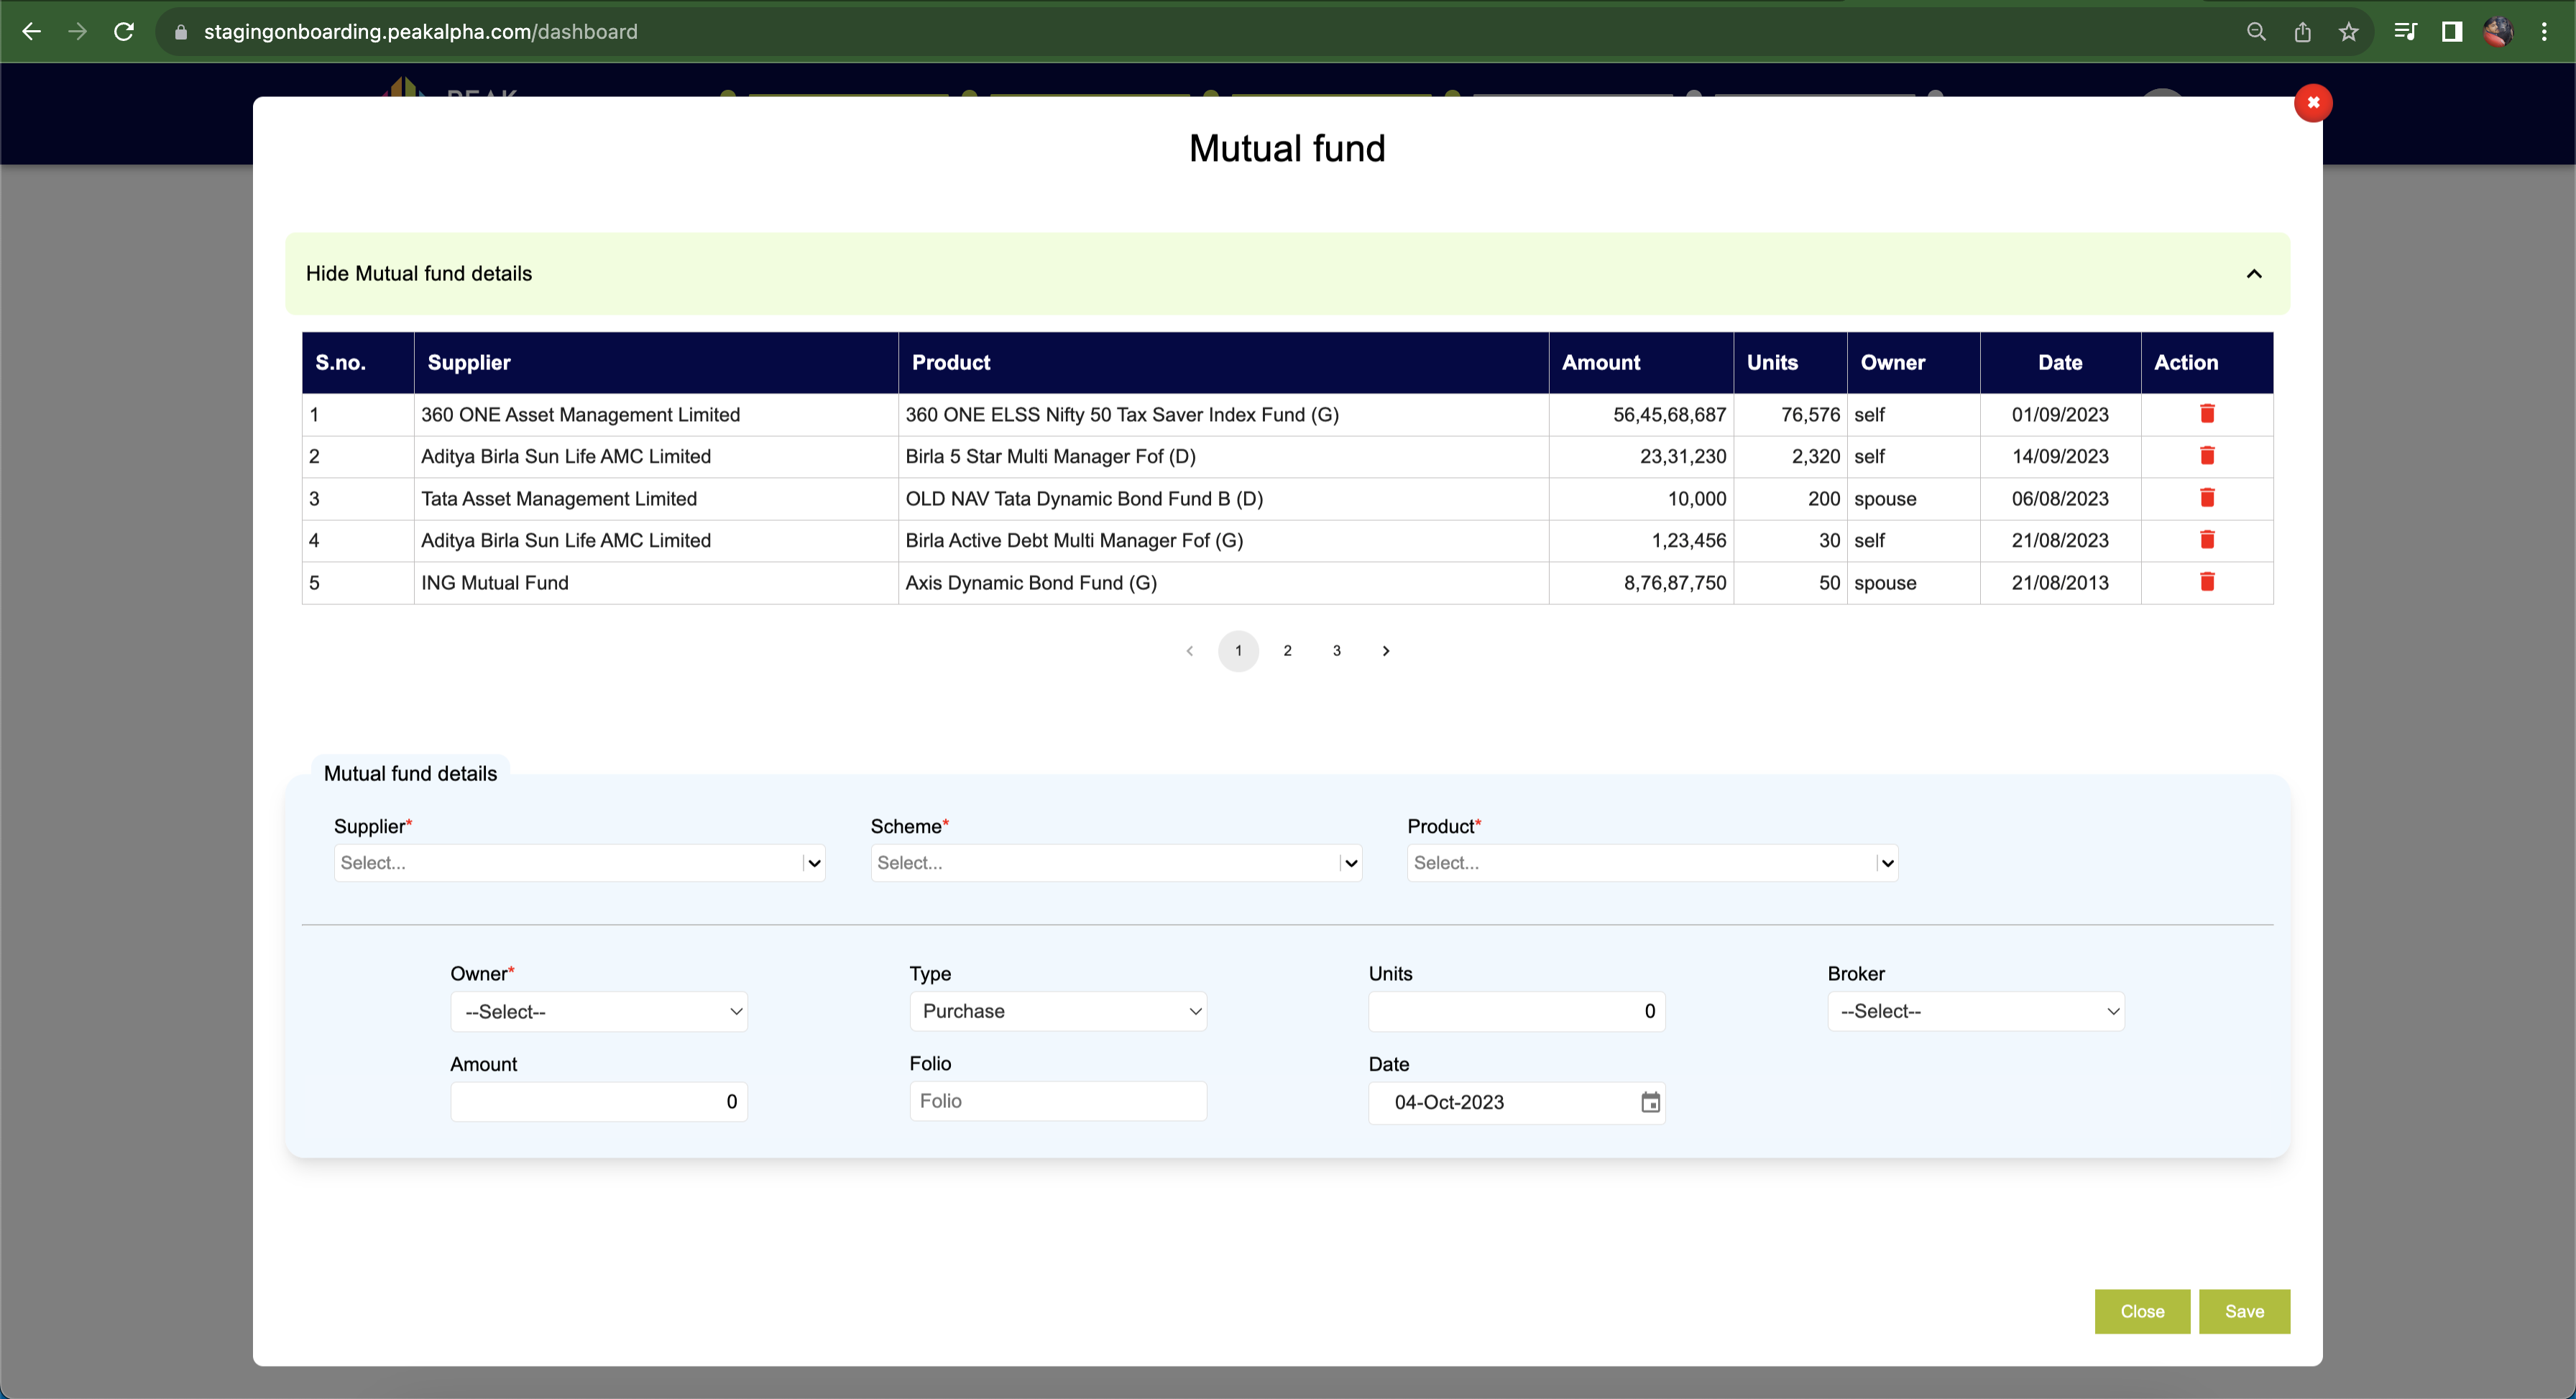 stagingonboarding.peakalpha.com/dashboard
PEAK
Mutual fund
Hide Mutual fund details
S.no. Supplier Product Amount Units Owner Date Action
1 360 ONE Asset Management Limited 360 ONE ELSS Nifty 50 Tax Saver Index Fund (G) 56,45,68,687 76,576 self 01/09/2023
2 Aditya Birla Sun Life AMC Limited Birla 5 Star Multi Manager Fof (D) 23,31,230 2,320 self 14/09/2023
3 Tata Asset Management Limited OLD NAV Tata Dynamic Bond Fund B (D) 10,000 200 spouse 06/08/2023
4 Aditya Birla Sun Life AMC Limited Birla Active Debt Multi Manager Fof (G) 1,23,456 30 self 21/08/2023
5 ING Mutual Fund Axis Dynamic Bond Fund (G) 8,76,87,750 50 spouse 21/08/2013
1 2 3
Mutual fund details
Supplier* Scheme* Product*
Select... Select... Select...
Owner* Type Units Broker
--Select-- Purchase 0 --Select--
Amount Folio Date
0 Folio 04-Oct-2023
Close Save